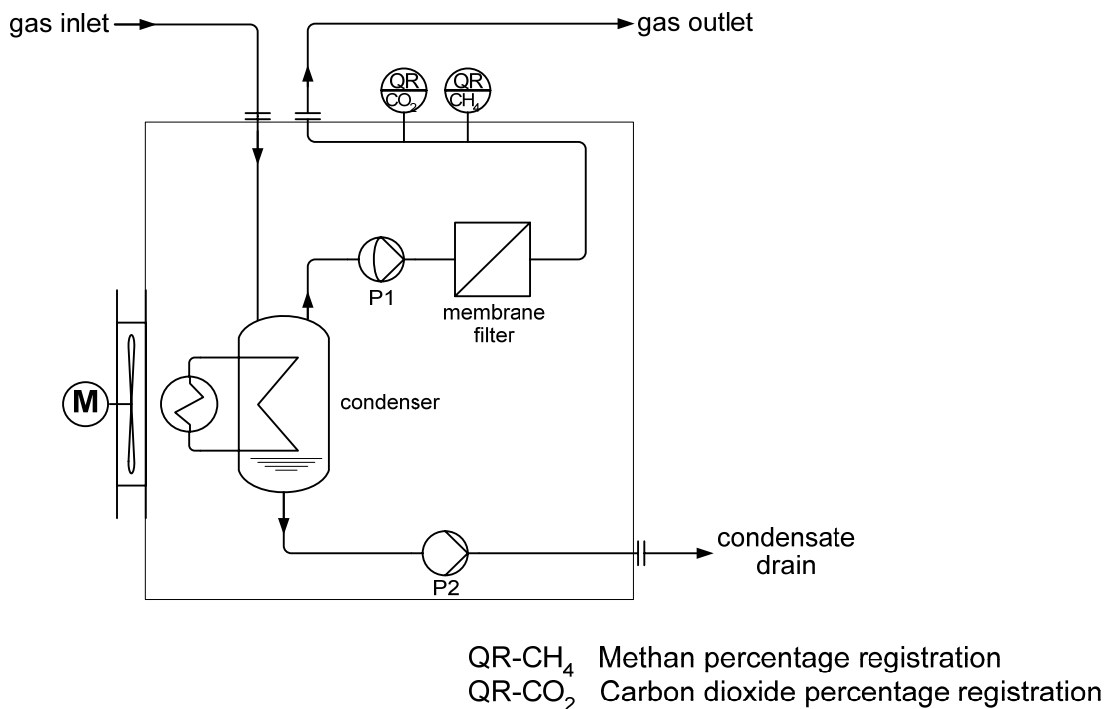 gas inlet
gas outlet
QR
CO₂
QR
CH₄
P1
membrane
filter
M
condenser
condensate
drain
P2
QR-CH₄ Methan percentage registration
QR-CO₂ Carbon dioxide percentage registration